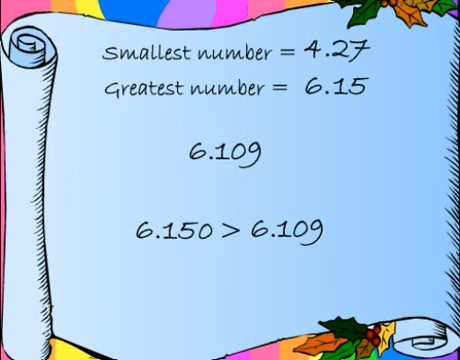 Smallest number = 4.27
Greatest number = 6.15
6.109
6.150 > 6.109